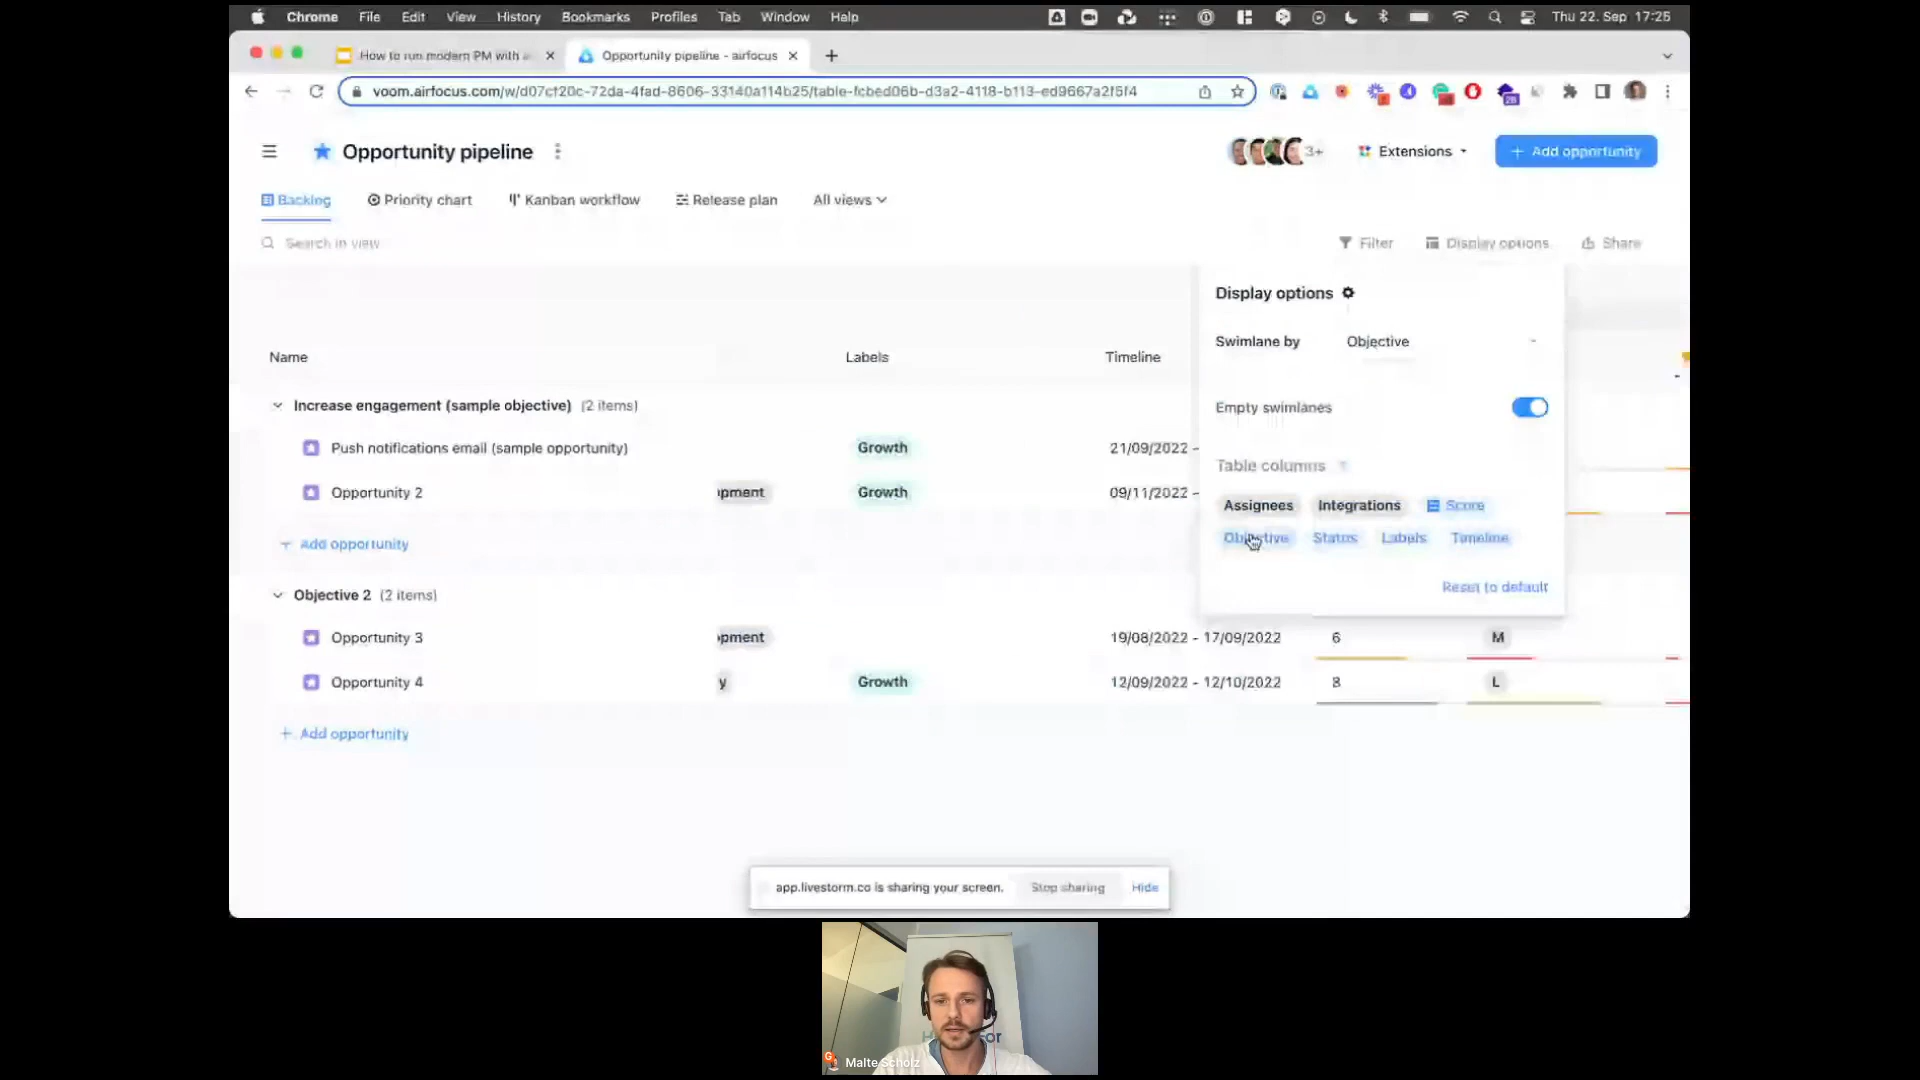 Chrome File Edit View History Bookmarks Profiles Tab Window Help Thu 22. Sep 17:25
How to run modern PM with Opportunity pipeline - airfocus
voom.airfocus.com/w/d07cf20c-72da-4fad-8606-33140a114b25/table-fcbed06b-d3a2-4118-b113-ed9667a2f5f4
Opportunity pipeline 3+ Extensions + Add opportunity
Backlog Priority chart Kanban workflow Release plan All views
Search in view Filter Display options Share
Display options
Swimlane by Objective
Name Labels Timeline
Increase engagement (sample objective) (2 items)
Empty swimlanes
Push notifications email (sample opportunity) Growth 21/09/2022 -
Table columns
Opportunity 2 pment Growth 09/11/2022 -
Assignees Integrations Score
Objective Status Labels Timeline
+ Add opportunity
Reset to default
Objective 2 (2 items)
Opportunity 3 pment 19/08/2022 - 17/09/2022 6 M
Opportunity 4 y Growth 12/09/2022 - 12/10/2022 8 L
+ Add opportunity
app.livestorm.co is sharing your screen. Stop sharing Hide
Malte Scholz